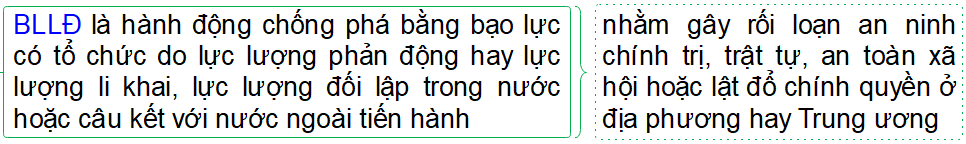 BLLĐ là hành động chống phá bằng bạo lực
có tổ chức do lực lượng phản động hay lực
lượng li khai, lực lượng đối lập trong nước
hoặc câu kết với nước ngoài tiến hành
nhằm gây rối loạn an ninh
chính trị, trật tự, an toàn xã
hội hoặc lật đổ chính quyền ở
địa phương hay Trung ương